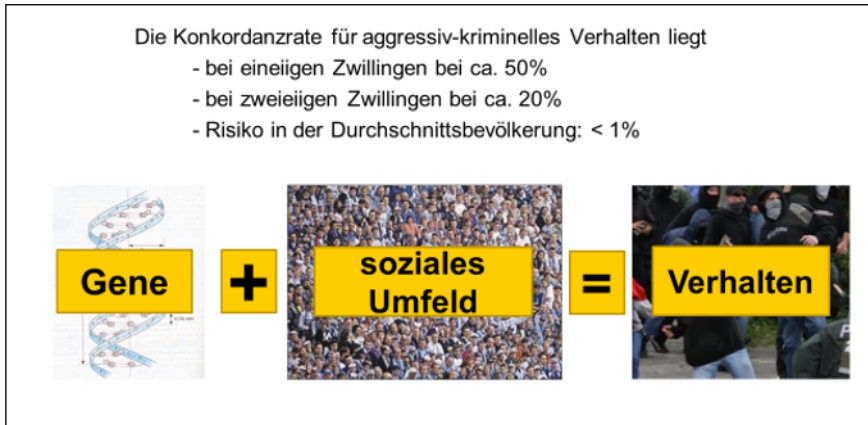 Die Konkordanzrate für aggressiv-kriminelles Verhalten liegt
- bei eineiigen Zwillingen bei ca. 50%
- bei zweieiigen Zwillingen bei ca. 20%
- Risiko in der Durchschnittsbevölkerung: < 1%
Gene
+
soziales
Umfeld
=
Verhalten